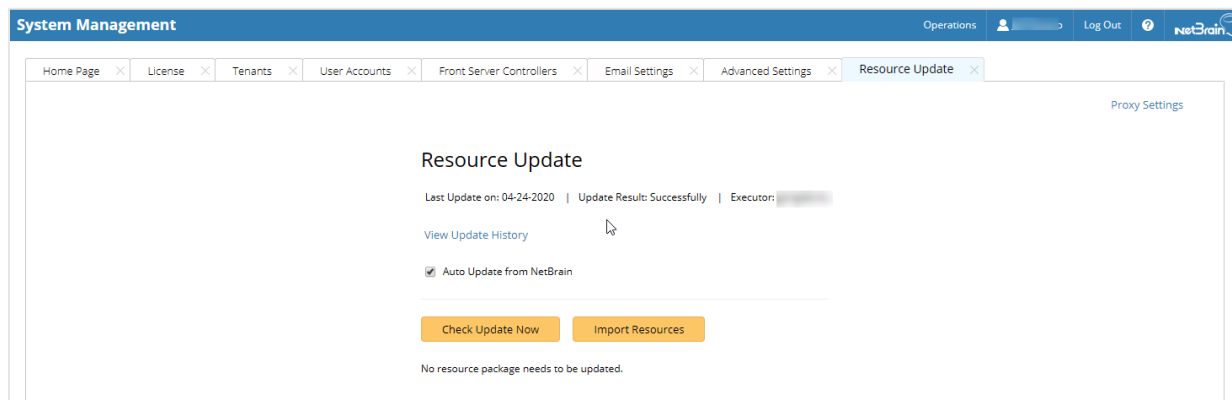 System Management Operations Log Out ? NetBrain
Home Page License Tenants User Accounts Front Server Controllers Email Settings Advanced Settings Resource Update
Proxy Settings
Resource Update
Last Update on: 04-24-2020 | Update Result: Successfully | Executor:
View Update History
Auto Update from NetBrain
Check Update Now Import Resources
No resource package needs to be updated.